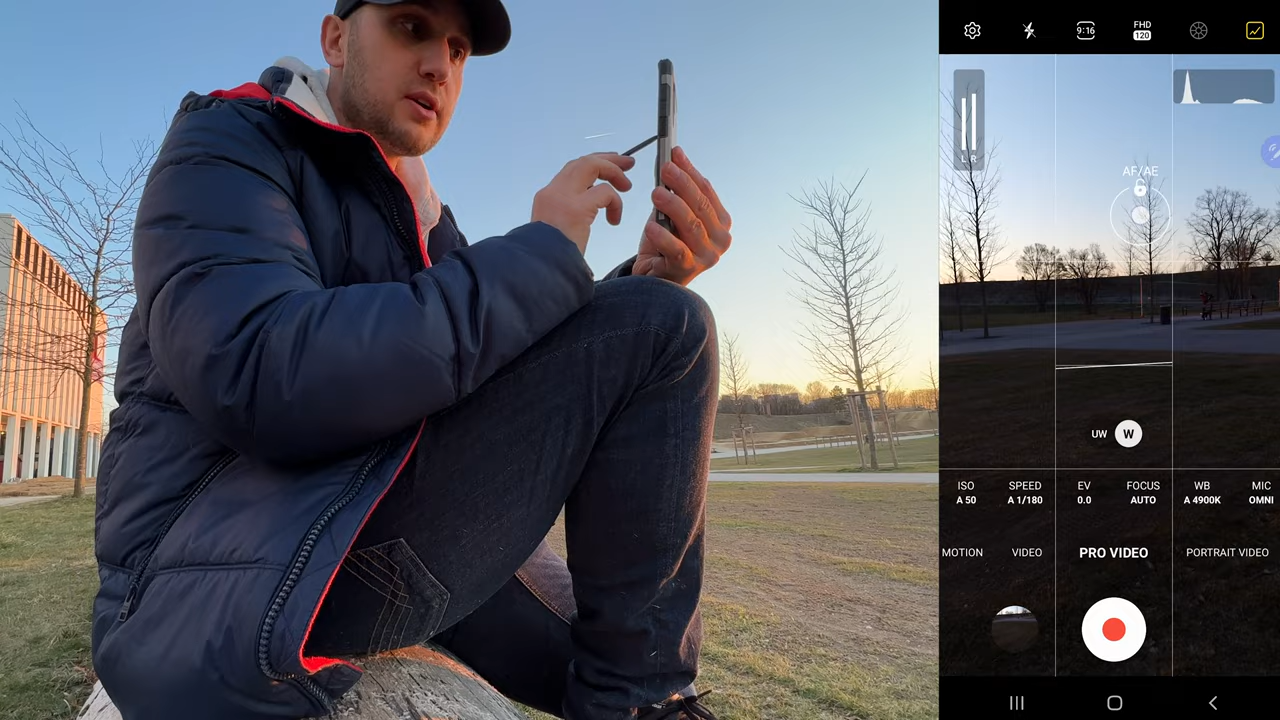 9:16
FHD
120
L R
AF/AE
UW W
ISO SPEED EV FOCUS WB MIC
A 50 A 1/180 0.0 AUTO A 4900K OMNI
MOTION VIDEO PRO VIDEO PORTRAIT VIDEO